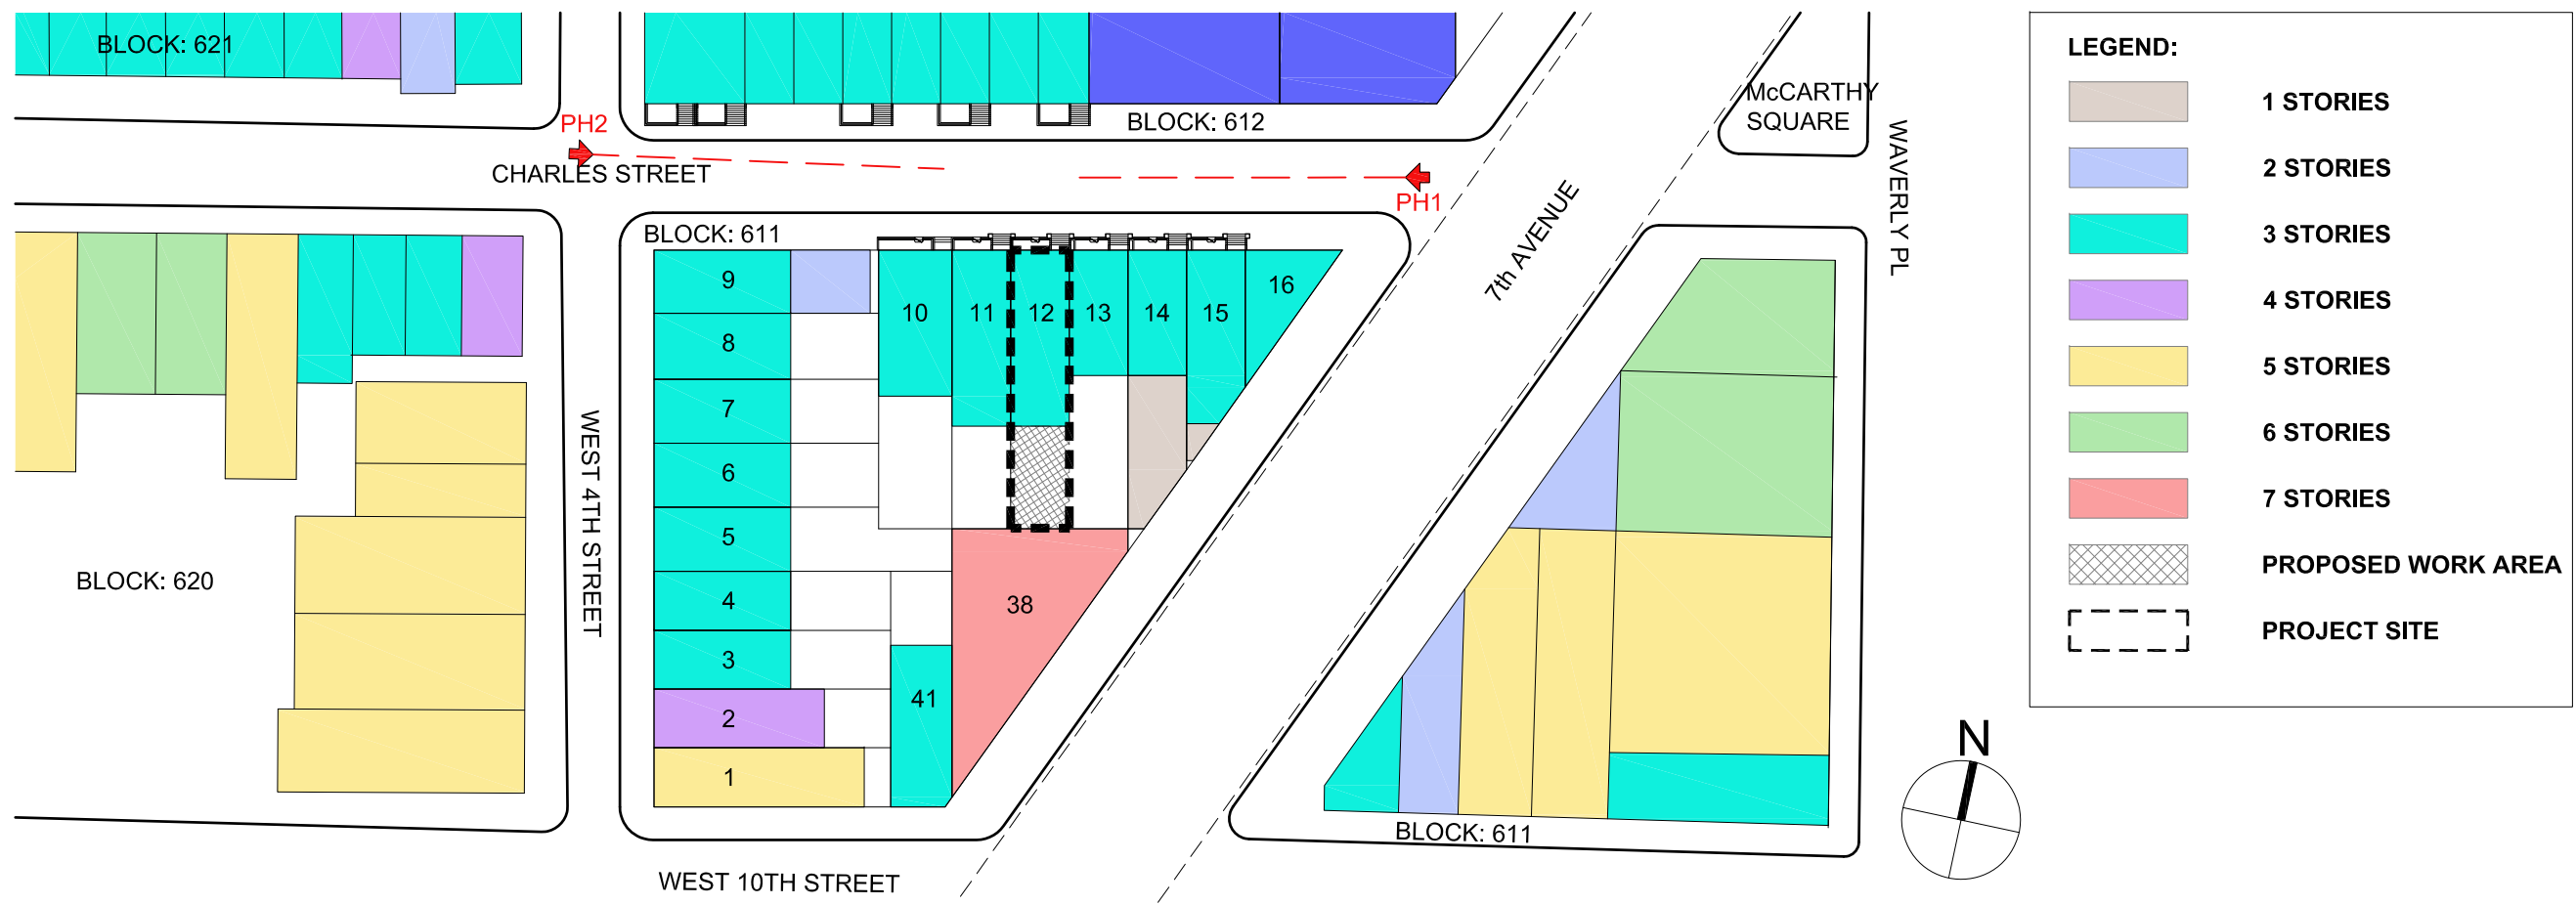 BLOCK: 621
BLOCK: 612
McCARTHY
SQUARE
WAVERLY PL
PH2
CHARLES STREET
PH1
7th AVENUE
BLOCK: 611
9
8
7
6
5
4
3
2
1
10
11
12
13
14
15
16
38
41
WEST 4TH STREET
BLOCK: 620
BLOCK: 611
WEST 10TH STREET
N
LEGEND:
1 STORIES
2 STORIES
3 STORIES
4 STORIES
5 STORIES
6 STORIES
7 STORIES
PROPOSED WORK AREA
PROJECT SITE